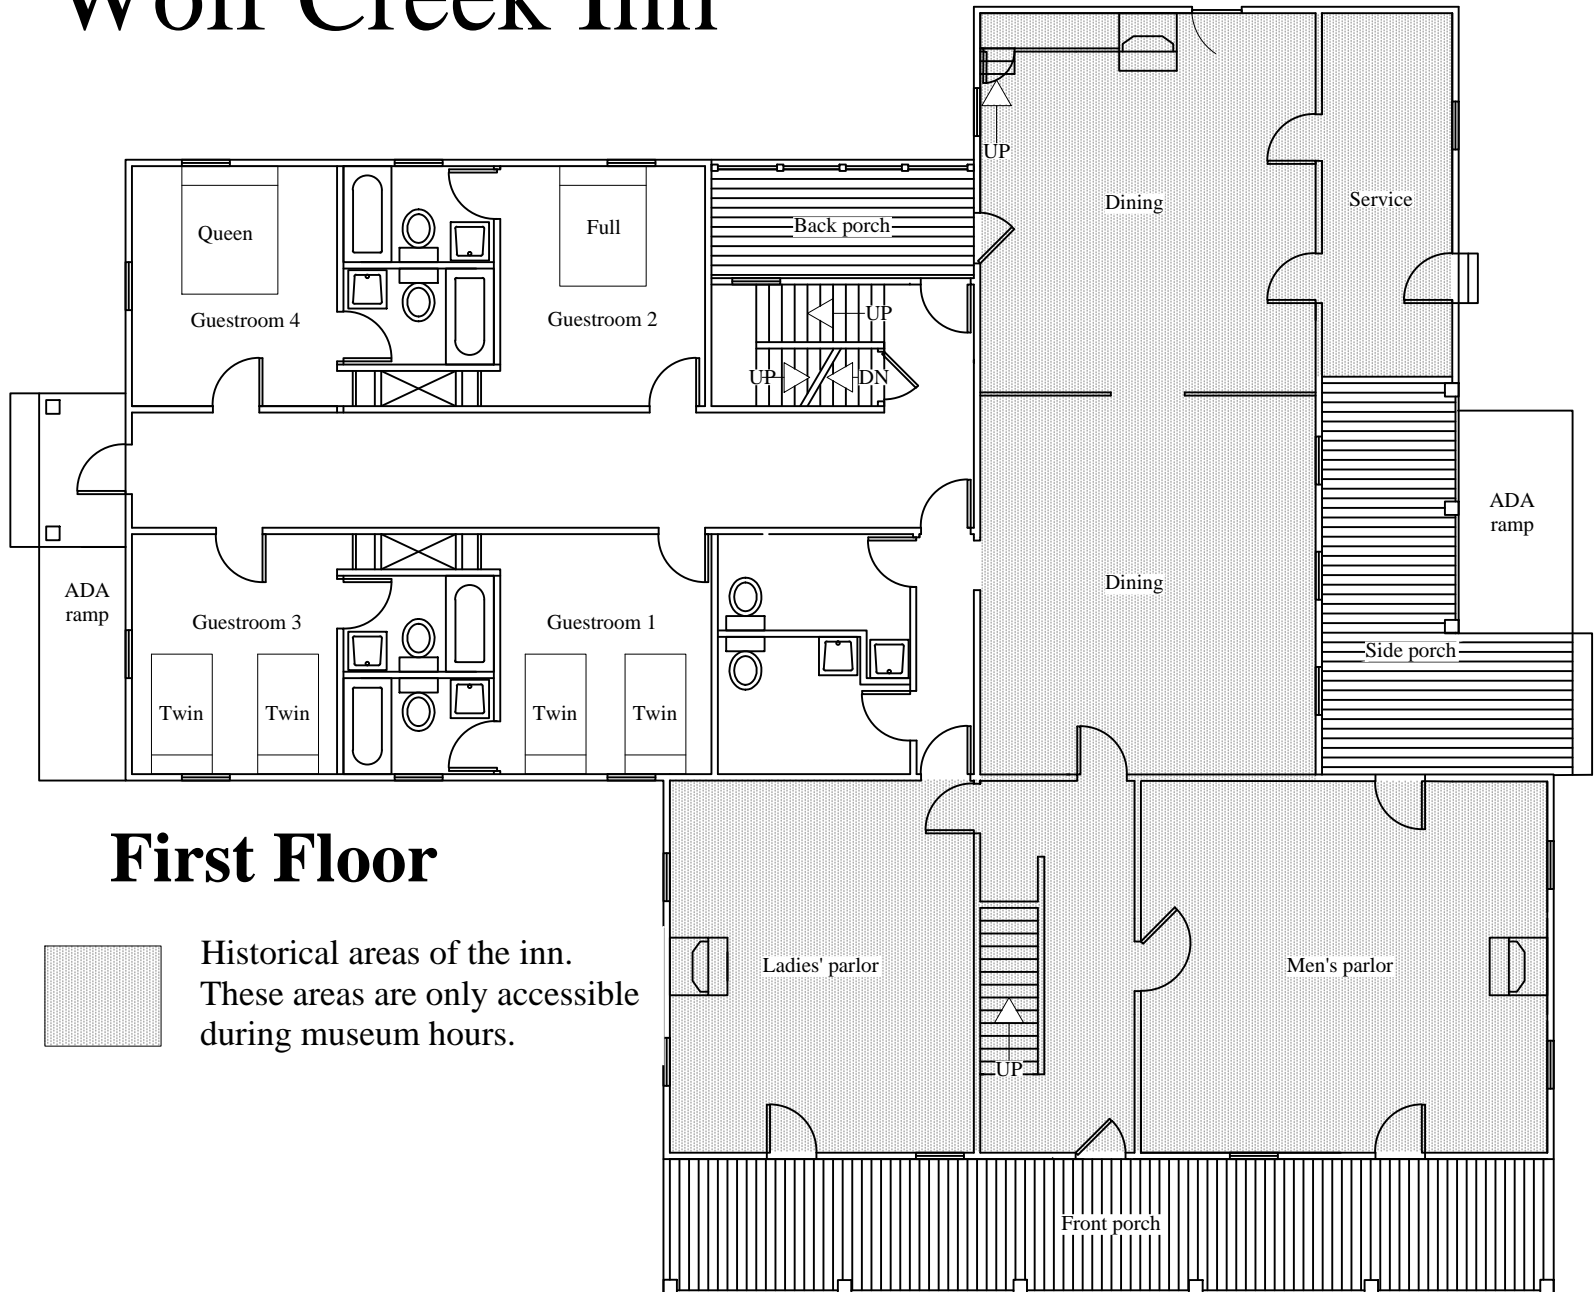 Wolf Creek Inn
UP
Dining
Service
Back porch
Queen
Full
Guestroom 4
Guestroom 2
UP
UP
DN
ADA
ramp
ADA
ramp
Guestroom 3
Guestroom 1
Dining
Side porch
Twin
Twin
Twin
Twin
First Floor
Historical areas of the inn.
These areas are only accessible
during museum hours.
Ladies' parlor
Men's parlor
UP
Front porch